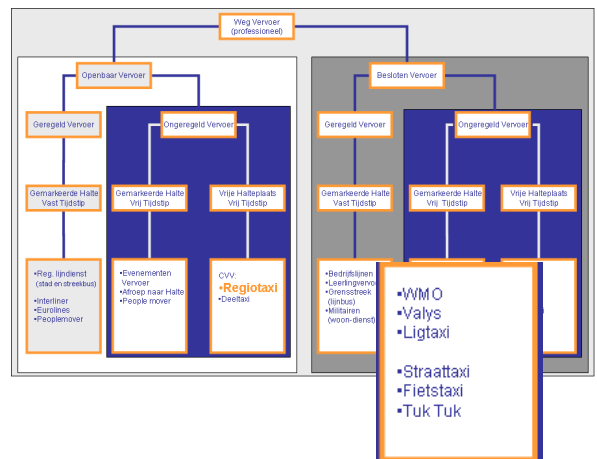 Weg Vervoer
(professioneel)
Openbaar Vervoer
Besloten Vervoer
Geregeld Vervoer
Ongeregeld Vervoer
Geregeld Vervoer
Ongeregeld Vervoer
Gemarkeerde Halte
Vast Tijdstip
Gemarkeerde Halte
Vrij Tijdstip
Vrije Halteplaats
Vrij Tijdstip
Gemarkeerde Halte
Vast Tijdstip
Gemarkeerde Halte
Vrij Tijdstip
Vrije Halteplaats
Vrij Tijdstip
▪Reg. lijndienst
(stad en streekbus)
▪Interliner
▪Eurolines
▪Peoplemover
▪Evenementen
Vervoer
▪Afroep naar Halte
▪People mover
CVV:
▪Regiotaxi
▪Deeltaxi
▪Bedrijfslijnen
▪Grensstreek
(lijnbus)
▪Militairen
(woon-dienst)
▪WMO
▪Valys
▪Ligtaxi
▪Straattaxi
▪Fietstaxi
▪Tuk Tuk